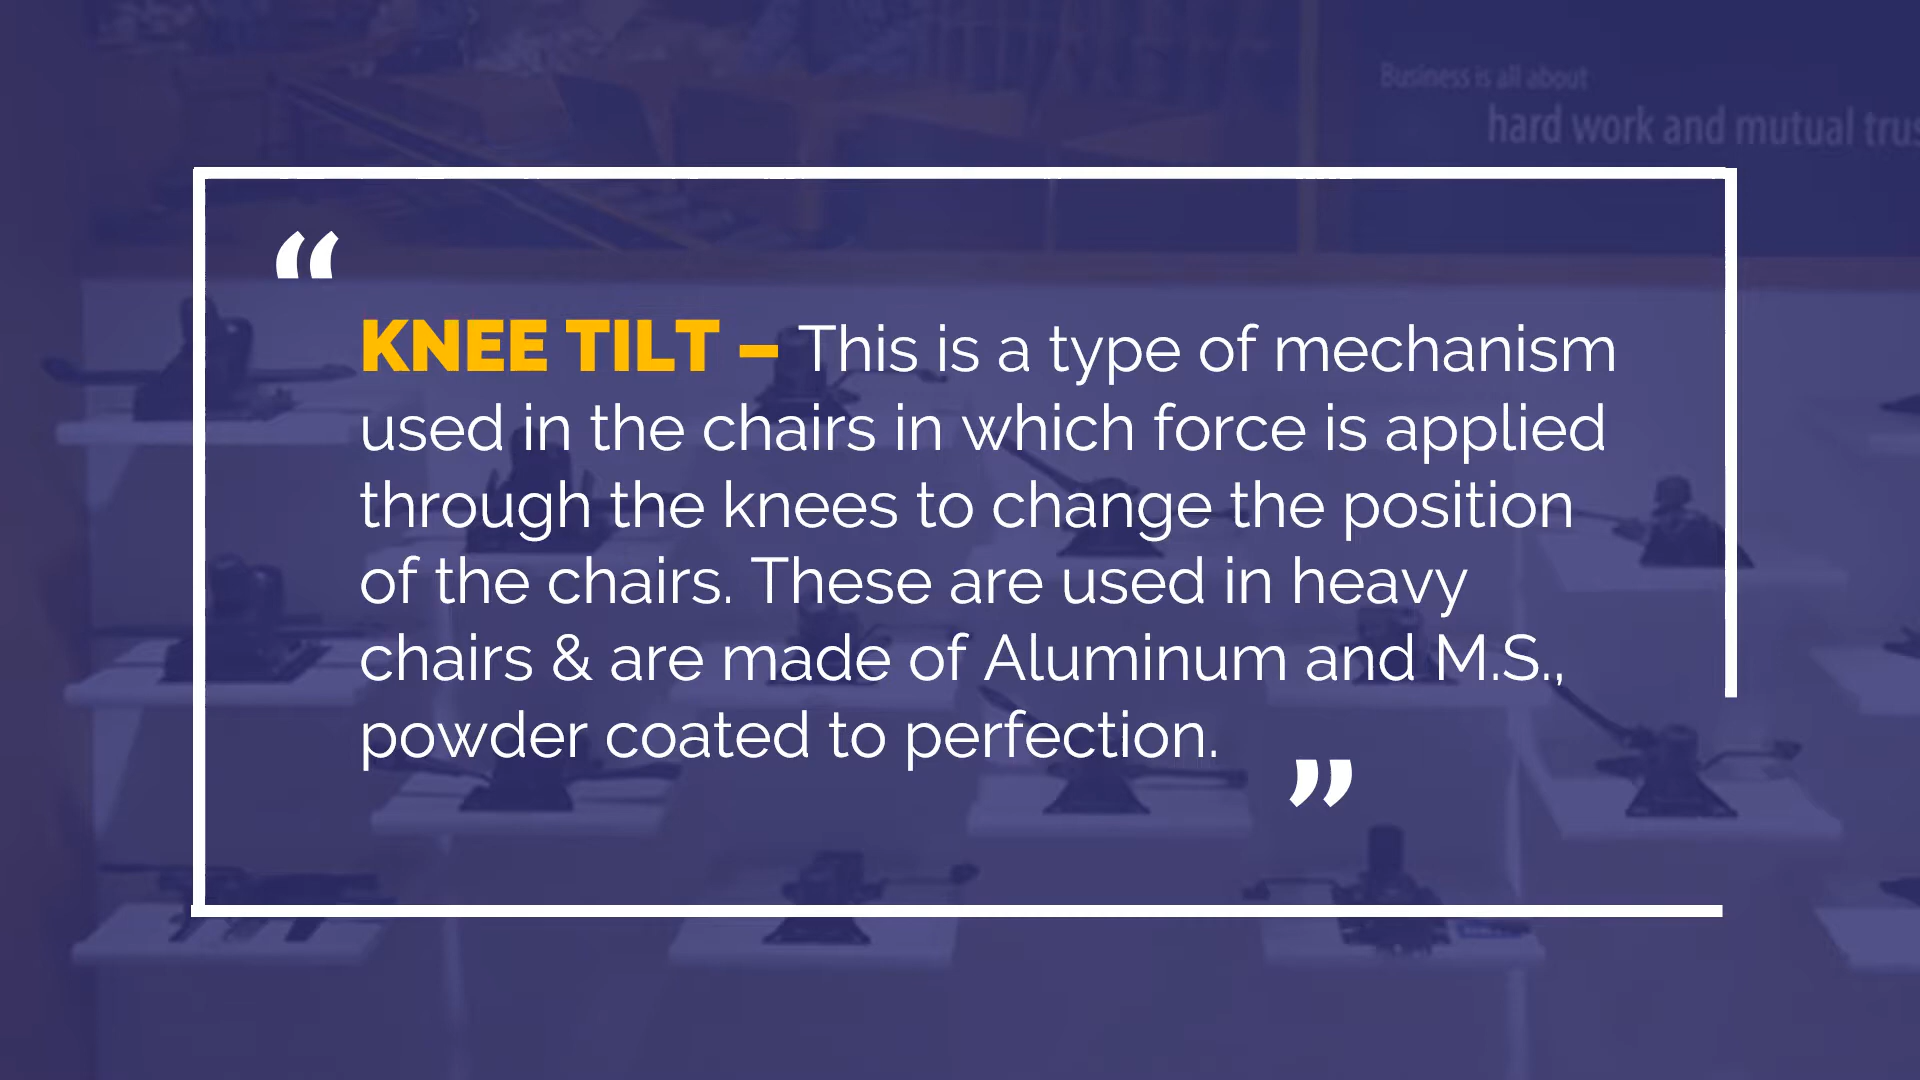 Business is all about
hard work and mutual
“
KNEE TILT – This is a type of mechanism
used in the chairs in which force is applied
through the knees to change the position
of the chairs. These are used in heavy
chairs & are made of Aluminum and M.S.,
powder coated to perfection.
”